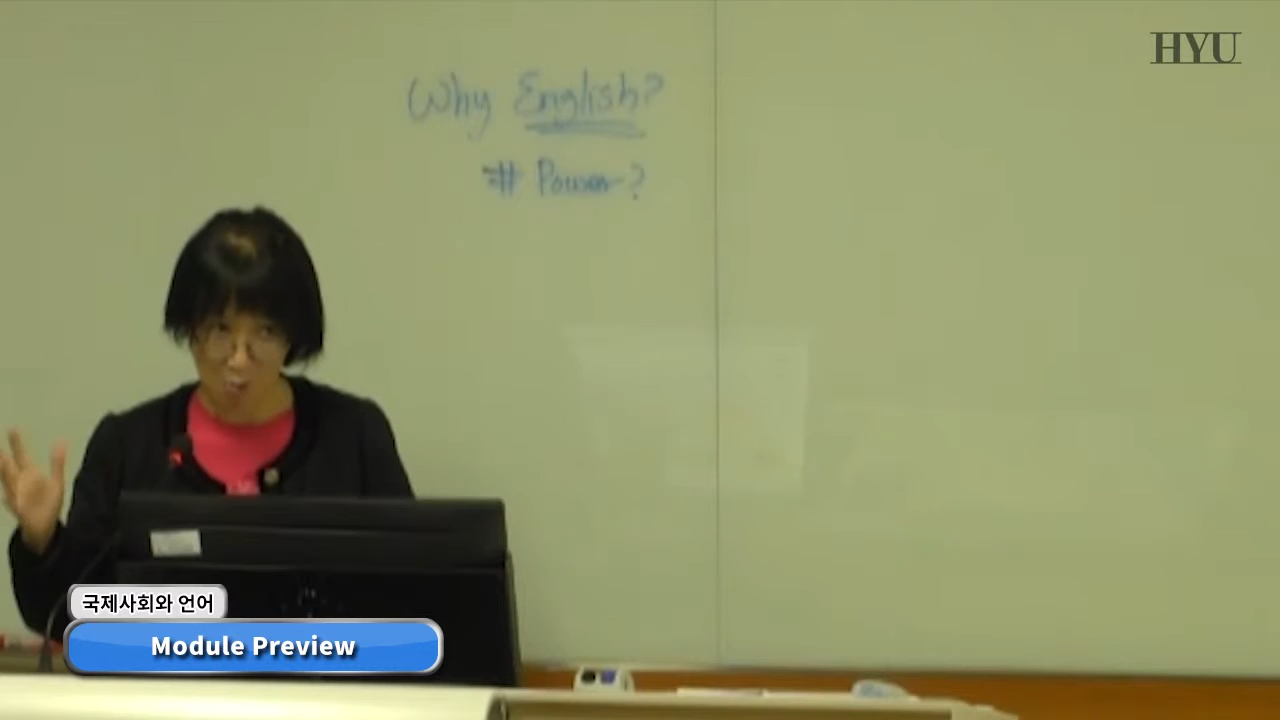 HYU
Why English?
# Power?
국제사회와 언어
Module Preview